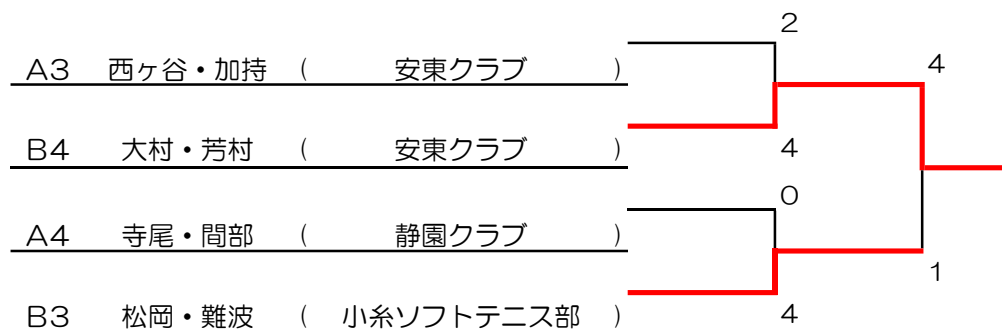 2
A3 西ヶ谷・加持 ( 安東クラブ ) 4
B4 大村・芳村 ( 安東クラブ ) 4
0
A4 寺尾・間部 ( 静園クラブ )
1
B3 松岡・難波 ( 小糸ソフトテニス部 ) 4